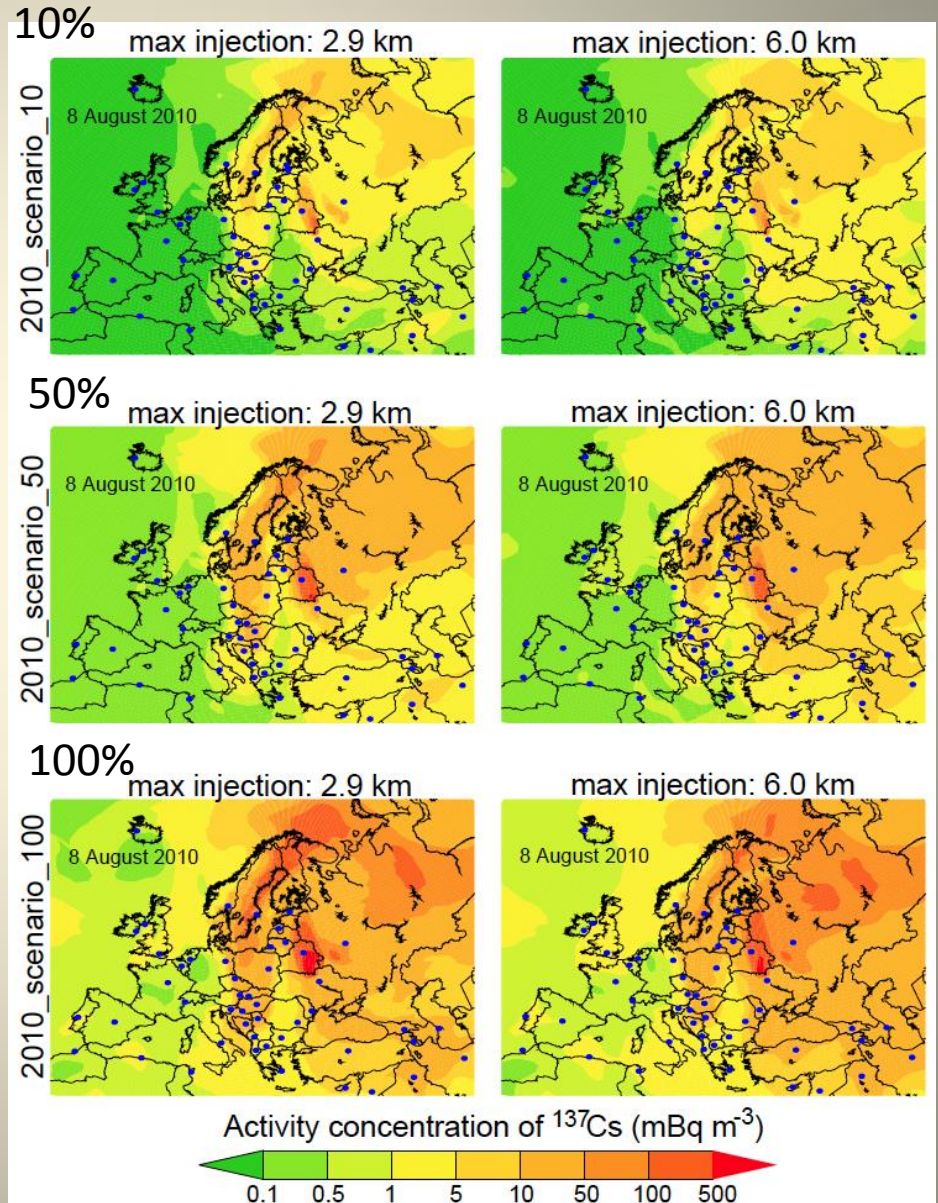 10%
max injection: 2.9 km
max injection: 6.0 km
2010_scenario_10
8 August 2010
8 August 2010
50%
max injection: 2.9 km
max injection: 6.0 km
2010_scenario_50
8 August 2010
8 August 2010
100%
max injection: 2.9 km
max injection: 6.0 km
2010_scenario_100
8 August 2010
8 August 2010
Activity concentration of ¹³⁷Cs (mBq m⁻³)
0.1 0.5 1 5 10 50 100 500